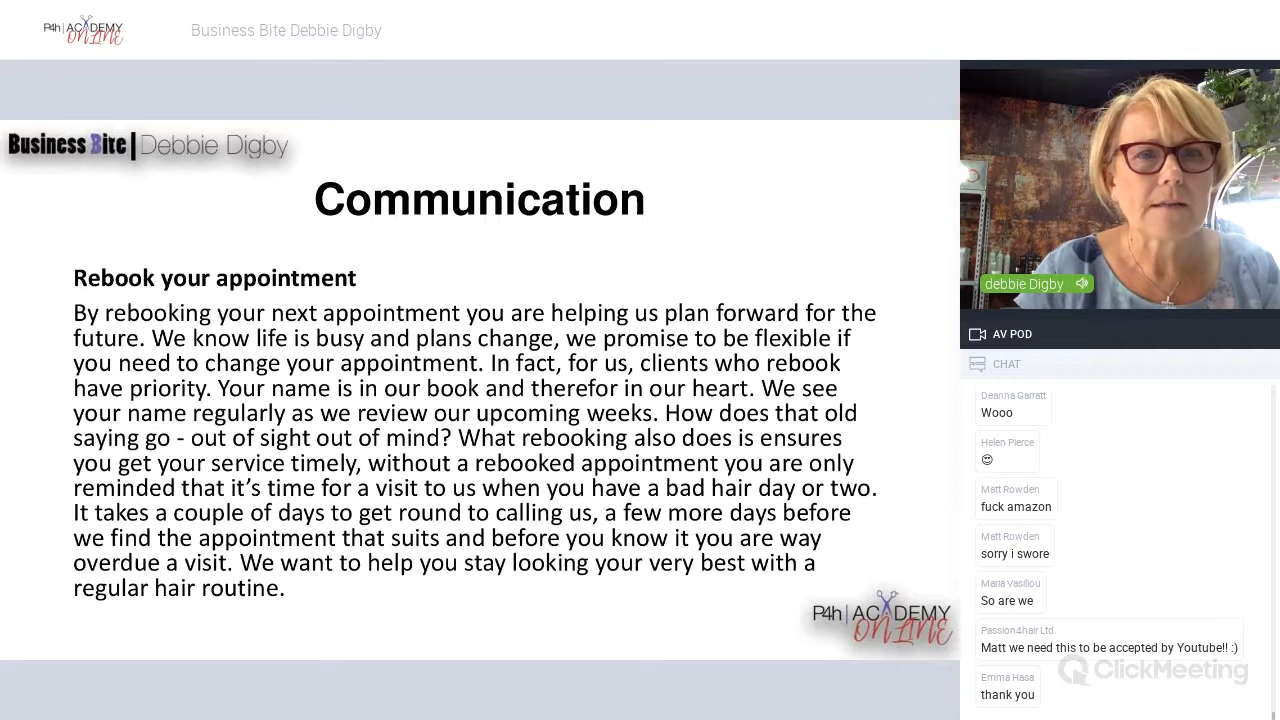 P4h | ACADEMY
ONLINE
Business Bite Debbie Digby
Business Bite | Debbie Digby
Communication
Rebook your appointment
By rebooking your next appointment you are helping us plan forward for the
future. We know life is busy and plans change, we promise to be flexible if
you need to change your appointment. In fact, for us, clients who rebook
have priority. Your name is in our book and therefor in our heart. We see
your name regularly as we review our upcoming weeks. How does that old
saying go - out of sight out of mind? What rebooking also does is ensures
you get your service timely, without a rebooked appointment you are only
reminded that it’s time for a visit to us when you have a bad hair day or two.
It takes a couple of days to get round to calling us, a few more days before
we find the appointment that suits and before you know it you are way
overdue a visit. We want to help you stay looking your very best with a
regular hair routine.
P4h | ACADEMY
ONLINE
debbie Digby
AV POD
CHAT
Deanna Garratt
Wooo
Helen Pierce
😍
Matt Rowden
fuck amazon
Matt Rowden
sorry i swore
Maria Vasiliou
So are we
Passion4hair Ltd
Matt we need this to be accepted by Youtube!! :)
ClickMeeting
Emma Hasa
thank you